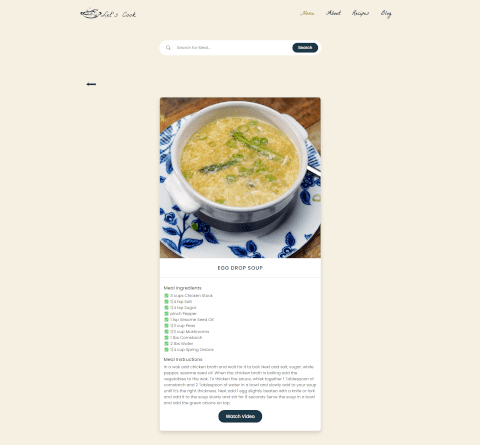 Let's Cook
Home
About
Recipes
Blog
Search for Meal...
Search
EGG DROP SOUP
Meal Ingredients
3 cups Chicken Stock
1/4 tsp Salt
1/4 tsp Sugar
pinch Pepper
1 tsp Sesame Seed Oil
1/3 cup Peas
1/3 cup Mushrooms
1 tbs Cornstarch
2 tbs Water
1/4 cup Spring Onions
Meal Instructions
In a wok add chicken broth and wait for it to boil. Next add salt, sugar, white
pepper, sesame seed oil. When the chicken broth is boiling add the
vegetables to the wok. To thicken the sauce, whisk together 1 Tablespoon of
cornstarch and 2 Tablespoon of water in a bowl and slowly add to your soup
until it's the right thickness. Next add 1 egg slightly beaten with a knife or fork
and add it to the soup slowly and stir for 8 seconds Serve the soup in a bowl
and add the green onions on top.
Watch Video